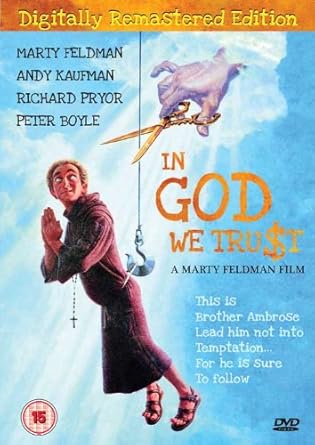 Digitally Remastered Edition
MARTY FELDMAN
ANDY KAUFMAN
RICHARD PRYOR
PETER BOYLE
IN
GOD
WE TRU$T
A MARTY FELDMAN FILM
This is
Brother Ambrose
Lead him not into
Temptation...
For he is sure
To follow
15
DVD
VIDEO